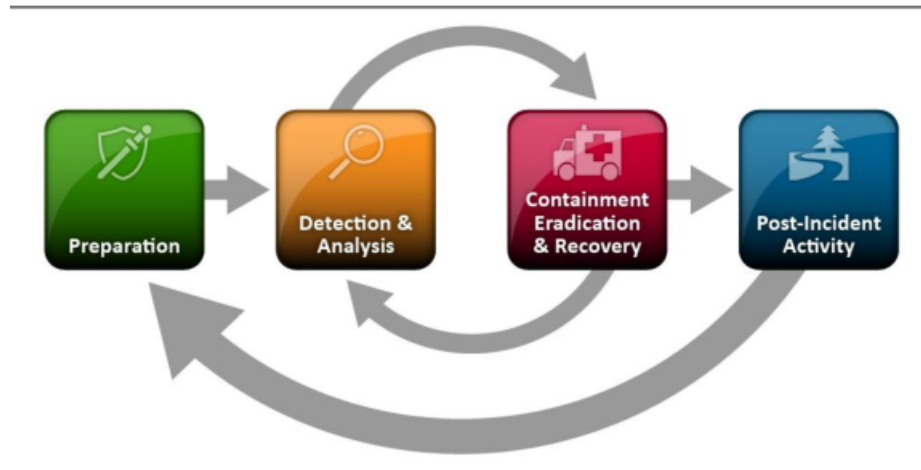 Preparation
Detection &
Analysis
Containment
Eradication
& Recovery
Post-Incident
Activity